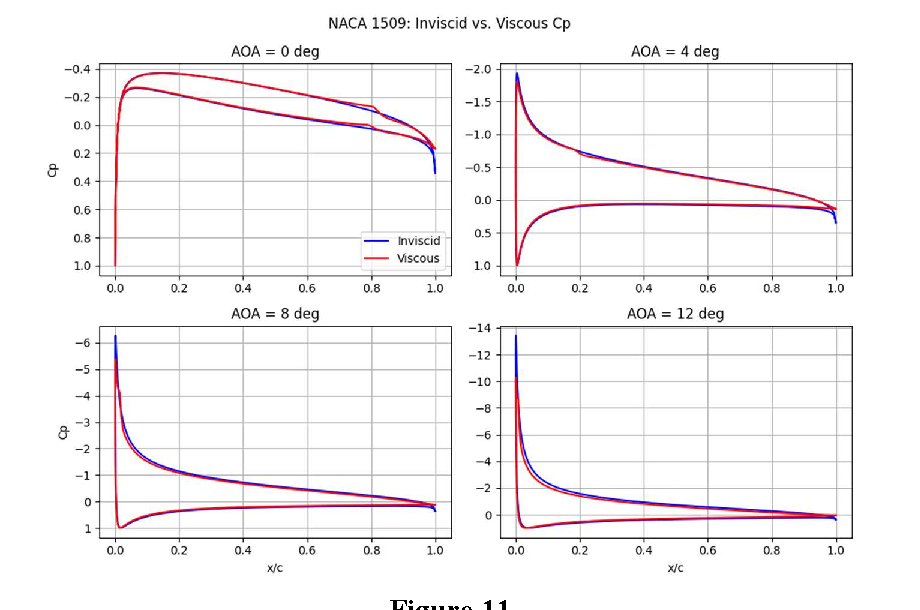 NACA 1509: Inviscid vs. Viscous Cp
AOA = 0 deg
−0.4
−0.2
0.0
0.2
0.4
0.6
0.8
1.0
Cp
0.0 0.2 0.4 0.6 0.8 1.0
Inviscid
Viscous
AOA = 4 deg
−2.0
−1.5
−1.0
−0.5
0.0
0.5
1.0
0.0 0.2 0.4 0.6 0.8 1.0
AOA = 8 deg
−6
−5
−4
−3
−2
−1
0
1
Cp
0.0 0.2 0.4 0.6 0.8 1.0
x/c
AOA = 12 deg
−14
−12
−10
−8
−6
−4
−2
0
0.0 0.2 0.4 0.6 0.8 1.0
x/c
Figure 11